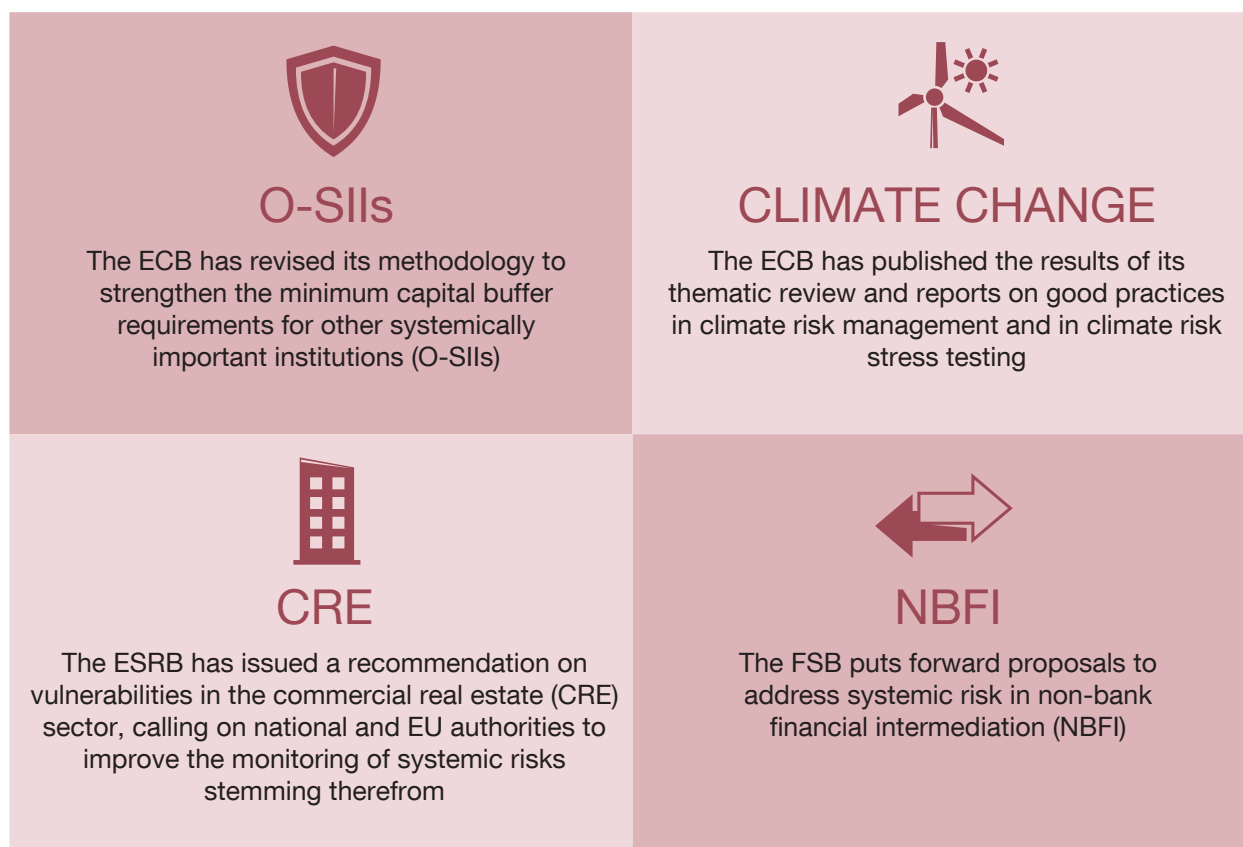 O-SIIs
The ECB has revised its methodology to
strengthen the minimum capital buffer
requirements for other systemically
important institutions (O-SIIs)
CLIMATE CHANGE
The ECB has published the results of its
thematic review and reports on good practices
in climate risk management and in climate risk
stress testing
CRE
The ESRB has issued a recommendation on
vulnerabilities in the commercial real estate (CRE)
sector, calling on national and EU authorities to
improve the monitoring of systemic risks
stemming therefrom
NBFI
The FSB puts forward proposals to
address systemic risk in non-bank
financial intermediation (NBFI)